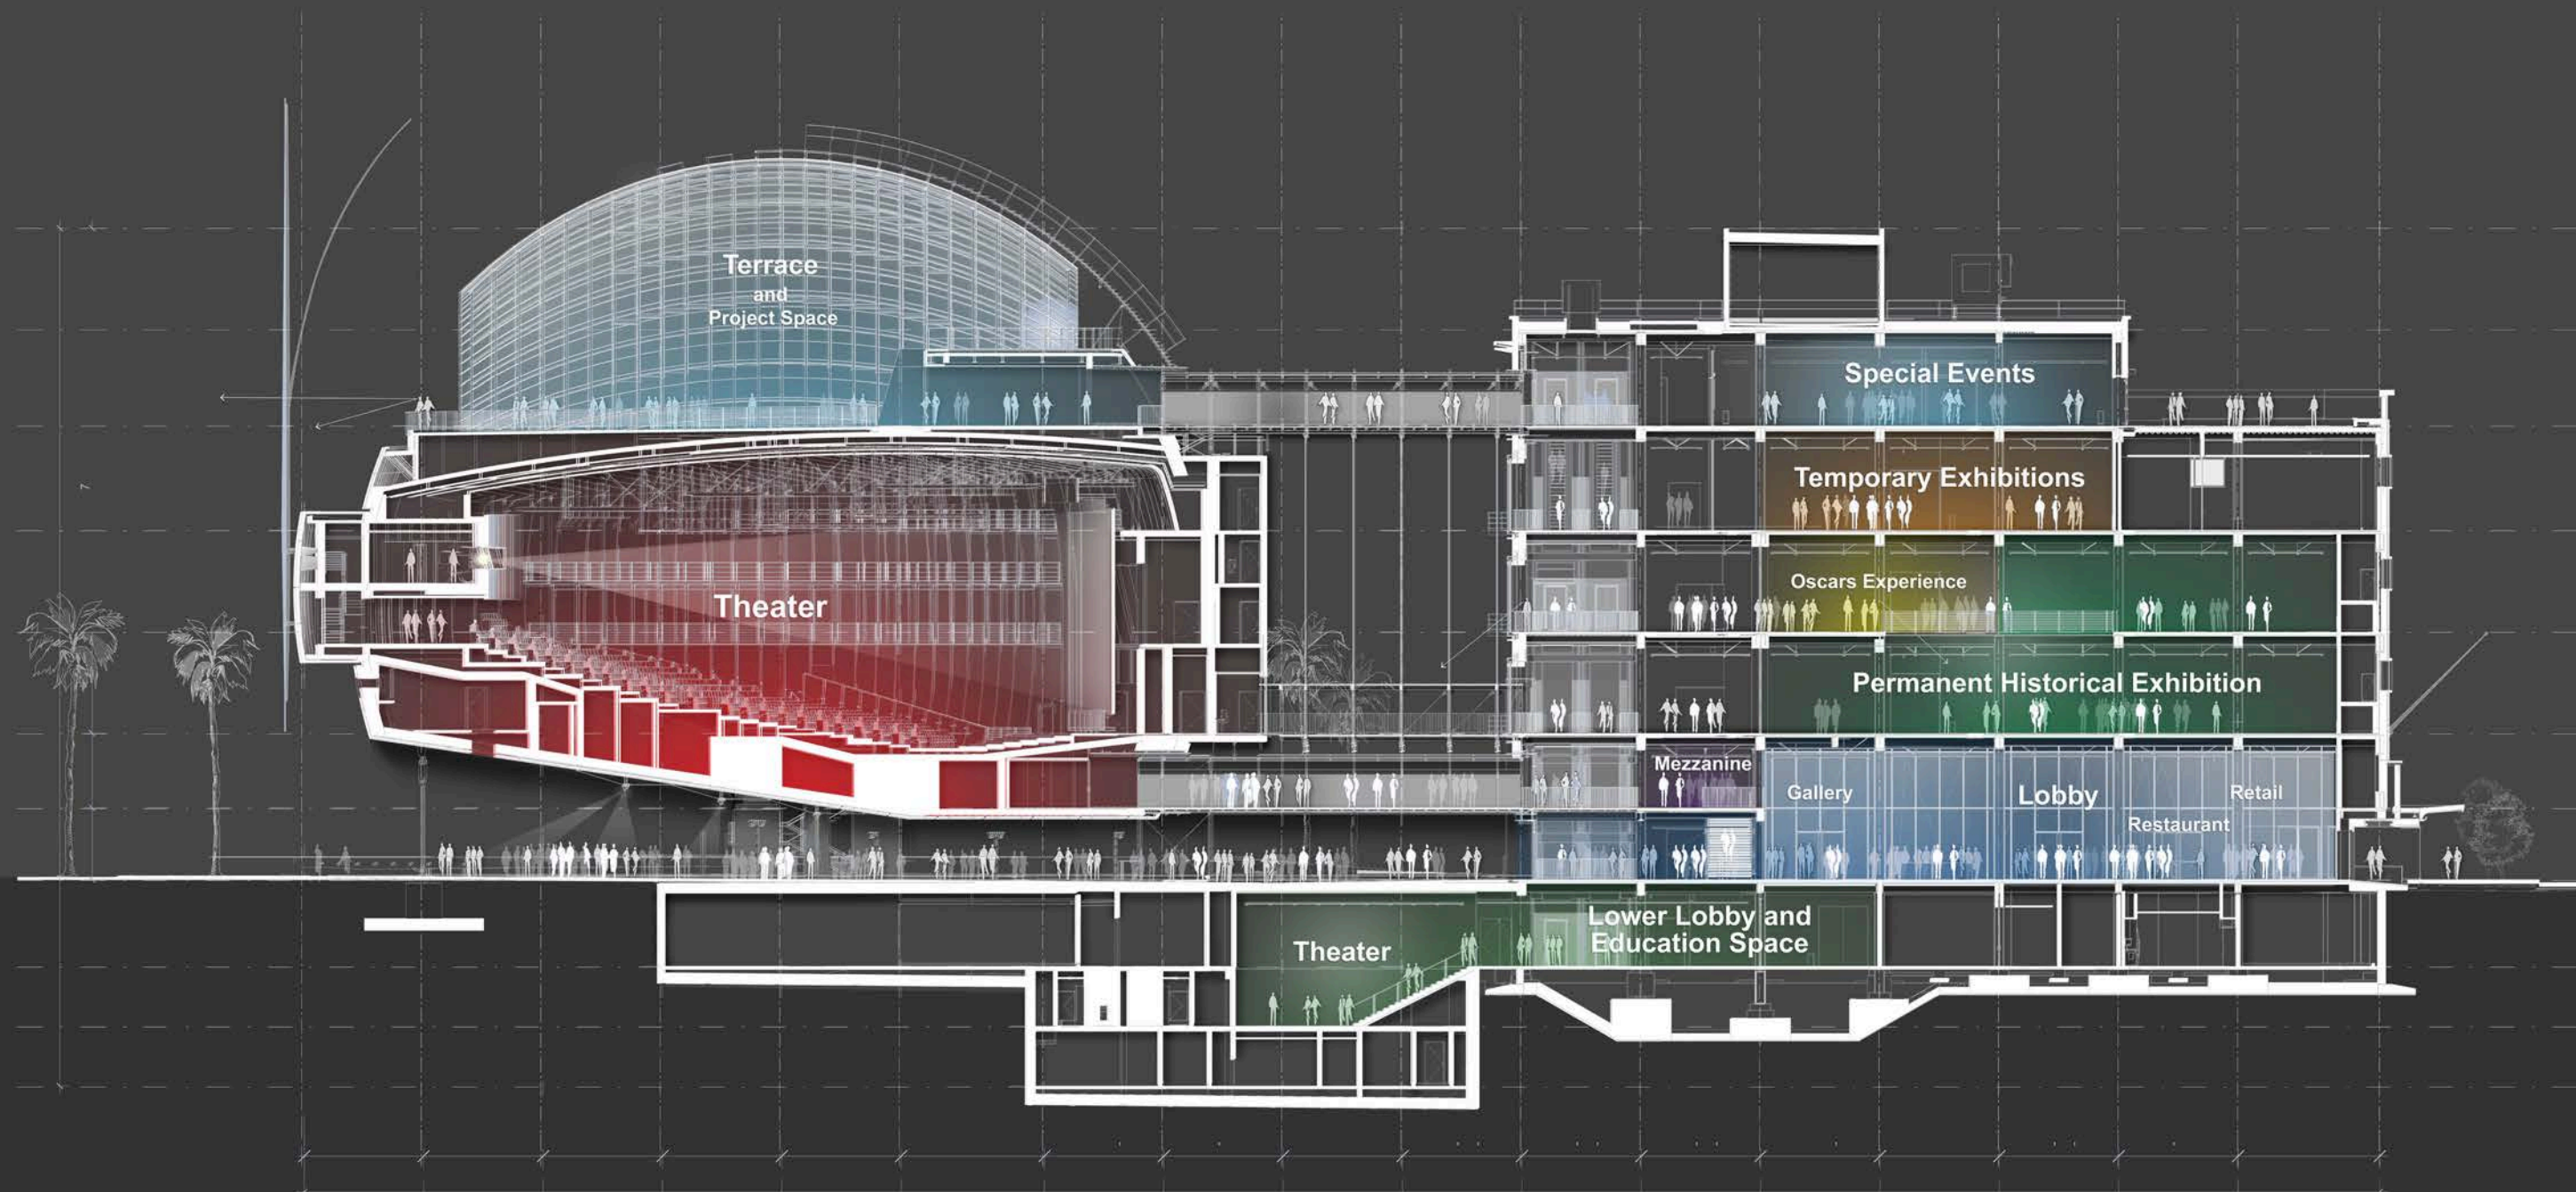 Terrace
and
Project Space
Special Events
Temporary Exhibitions
Oscars Experience
Theater
Permanent Historical Exhibition
Mezzanine
Gallery
Lobby
Retail
Restaurant
Lower Lobby and
Education Space
Theater
7